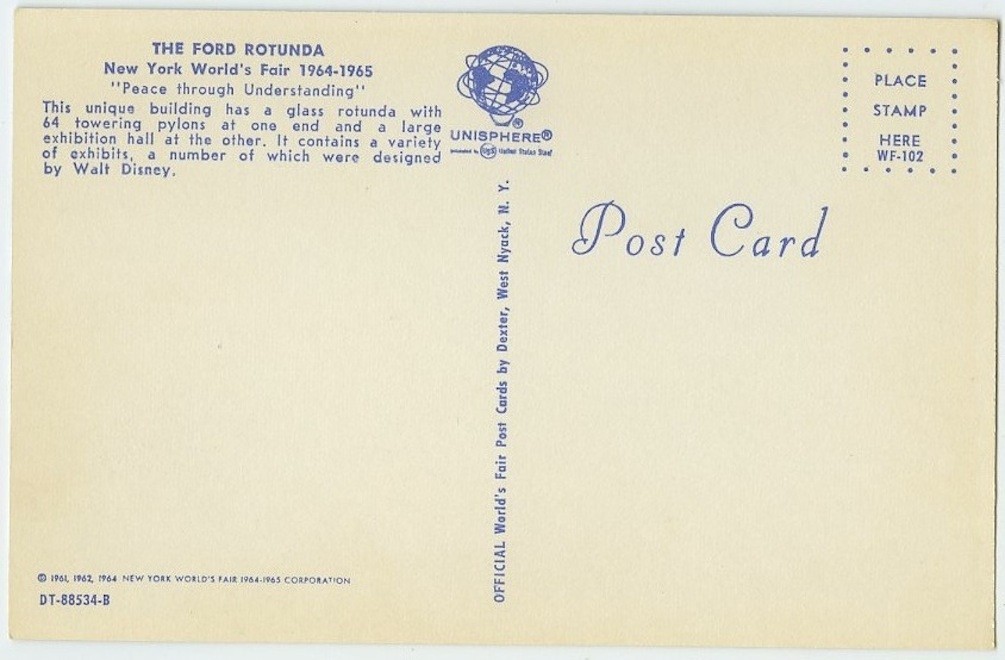 THE FORD ROTUNDA
New York World's Fair 1964-1965
"Peace through Understanding"
This unique building has a glass rotunda with
64 towering pylons at one end and a large
exhibition hall at the other. It contains a variety
of exhibits, a number of which were designed
by Walt Disney.
®
UNISPHERE®
presented by USS United States Steel
PLACE
STAMP
HERE
WF-102
Post Card
OFFICIAL World's Fair Post Cards by Dexter, West Nyack, N. Y.
© 1961, 1962, 1964 NEW YORK WORLD'S FAIR 1964-1965 CORPORATION
DT-88534-B